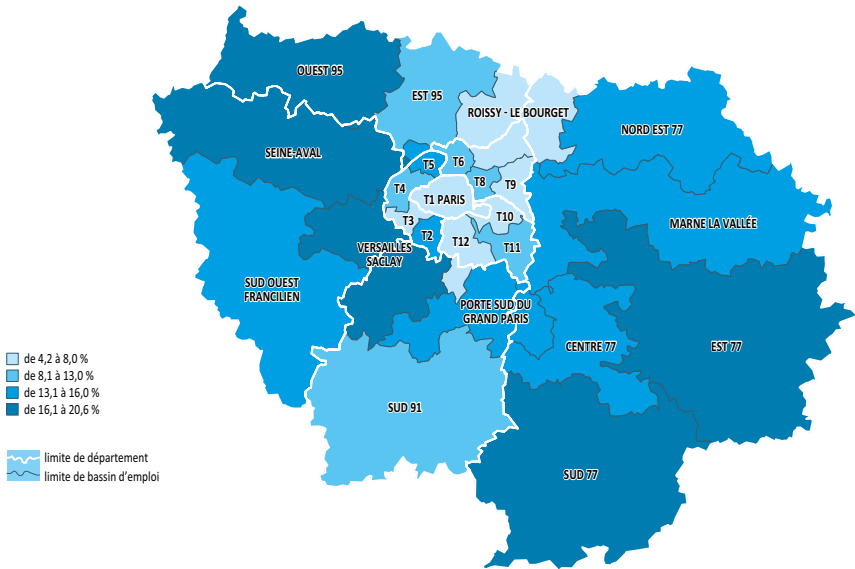 OUEST 95
EST 95
ROISSY - LE BOURGET
NORD EST 77
SEINE-AVAL
T5
T6
T4
T8
T9
T1 PARIS
T3
T10
T2
T12
T11
MARNE LA VALLÉE
VERSAILLES
SACLAY
SUD OUEST
FRANCILIEN
PORTE SUD DU
GRAND PARIS
CENTRE 77
EST 77
SUD 91
SUD 77
de 4,2 à 8,0 %
de 8,1 à 13,0 %
de 13,1 à 16,0 %
de 16,1 à 20,6 %
limite de département
limite de bassin d'emploi